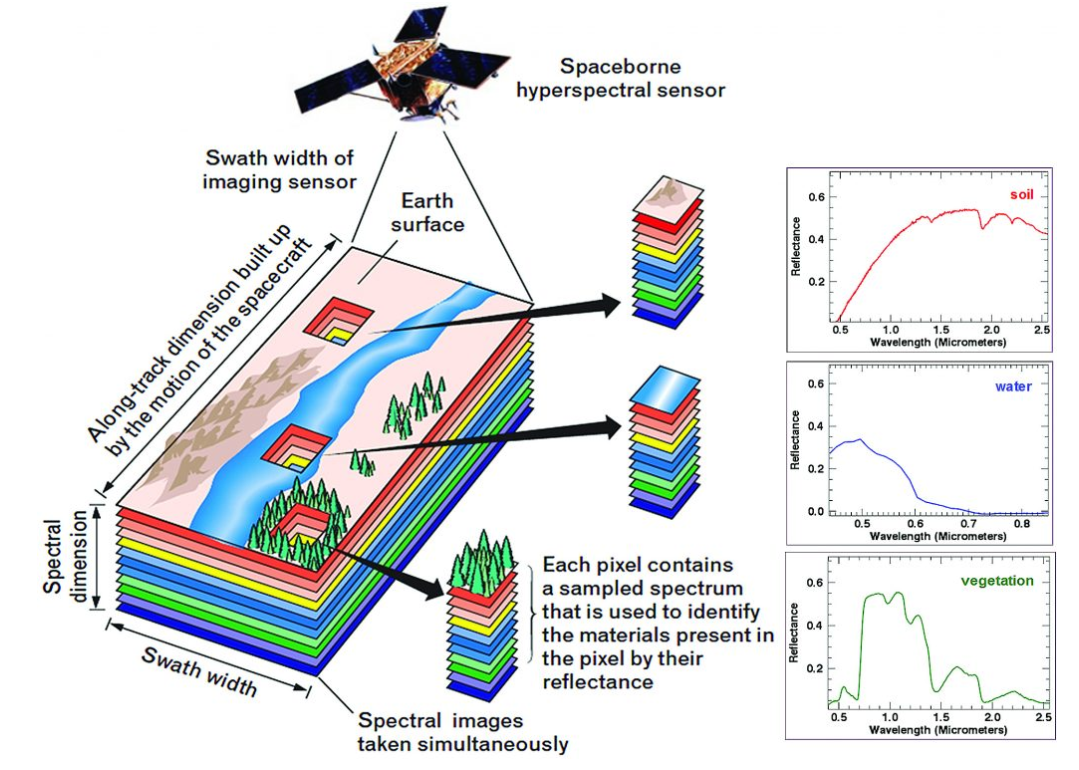 Spaceborne
hyperspectral sensor
Swath width of
imaging sensor
Earth
surface
Along-track dimension built up
by the motion of the spacecraft
Spectral
dimension
Swath width
Spectral images
taken simultaneously
Each pixel contains
a sampled spectrum
that is used to identify
the materials present in
the pixel by their
reflectance
soil
Reflectance
0.6
0.4
0.2
0.5 1.0 1.5 2.0 2.5
Wavelength (Micrometers)
water
Reflectance
0.6
0.4
0.2
0.0
0.5 0.6 0.7 0.8
Wavelength (Micrometers)
vegetation
Reflectance
0.6
0.4
0.2
0.5 1.0 1.5 2.0 2.5
Wavelength (Micrometers)